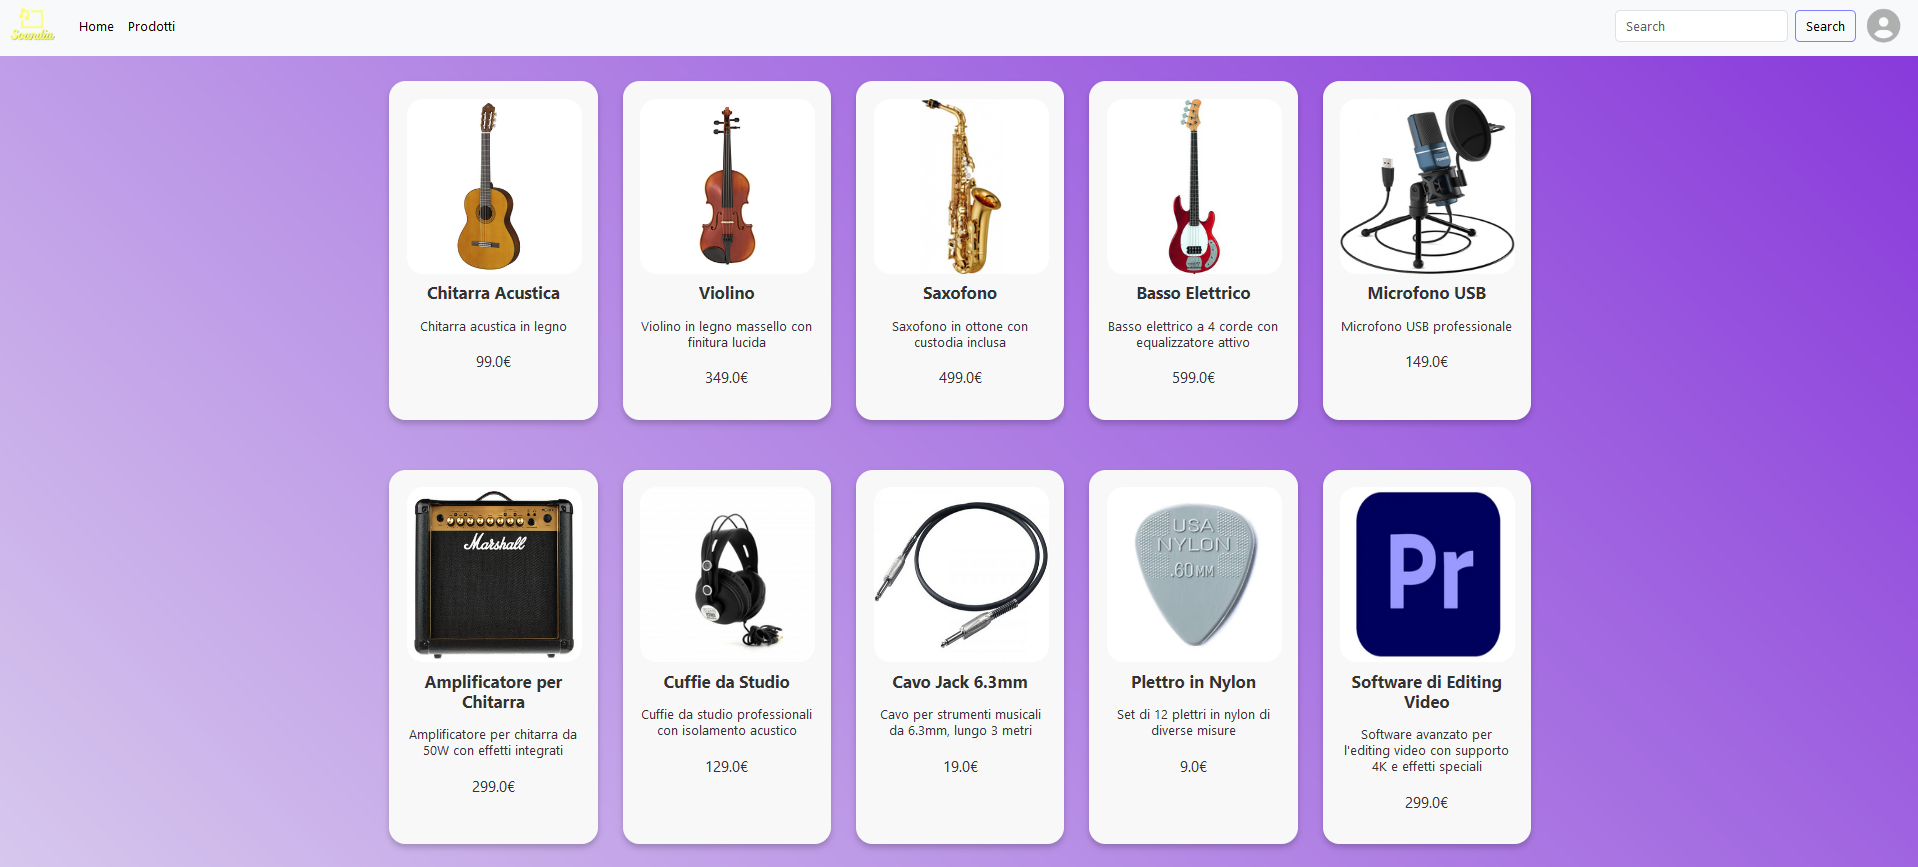 Soundia
Home
Prodotti
Search
Search
Chitarra Acustica
Chitarra acustica in legno
99.0€
Violino
Violino in legno massello con
finitura lucida
349.0€
Saxofono
Saxofono in ottone con
custodia inclusa
499.0€
Basso Elettrico
Basso elettrico a 4 corde con
equalizzatore attivo
599.0€
Microfono USB
Microfono USB professionale
149.0€
Marshall
Amplificatore per
Chitarra
Amplificatore per chitarra da
50W con effetti integrati
299.0€
Cuffie da Studio
Cuffie da studio professionali
con isolamento acustico
129.0€
Cavo Jack 6.3mm
Cavo per strumenti musicali
da 6.3mm, lungo 3 metri
19.0€
USA
NYLON
.60MM
Plettro in Nylon
Set di 12 plettri in nylon di
diverse misure
9.0€
Pr
Software di Editing
Video
Software avanzato per
l'editing video con supporto
4K e effetti speciali
299.0€